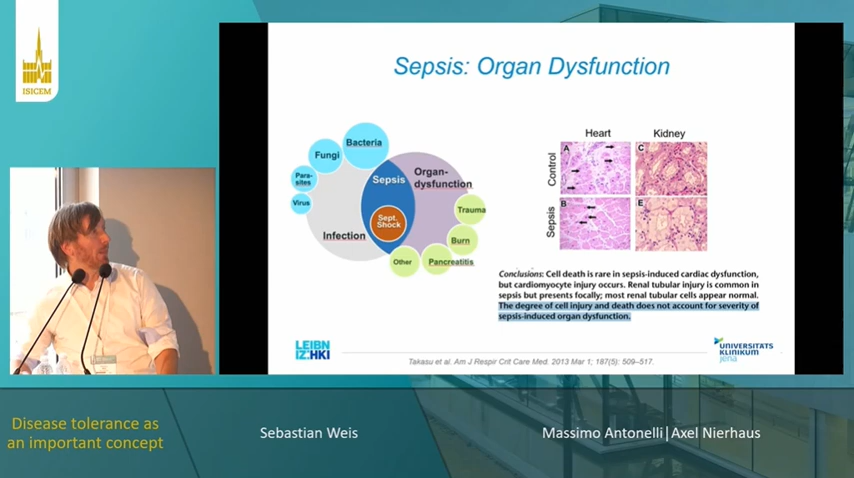 ISICEM
Sepsis: Organ Dysfunction
Bacteria
Fungi
Para-
sites
Virus
Sepsis
Organ-
dysfunction
Sept.
Shock
Infection
Trauma
Burn
Pancreatitis
Other
Heart
Kidney
Control
Sepsis
A
C
B
E
Conclusions: Cell death is rare in sepsis-induced cardiac dysfunction,
but cardiomyocyte injury occurs. Renal tubular injury is common in
sepsis but presents focally; most renal tubular cells appear normal.
The degree of cell injury and death does not account for severity of
sepsis-induced organ dysfunction.
LEIBN
IZ:HKI
Takasu et al. Am J Respir Crit Care Med. 2013 Mar 1; 187(5): 509–517.
UNIVERSITATS
KLINIKUM
jena
Disease tolerance as
an important concept
Sebastian Weis
Massimo Antonelli|Axel Nierhaus